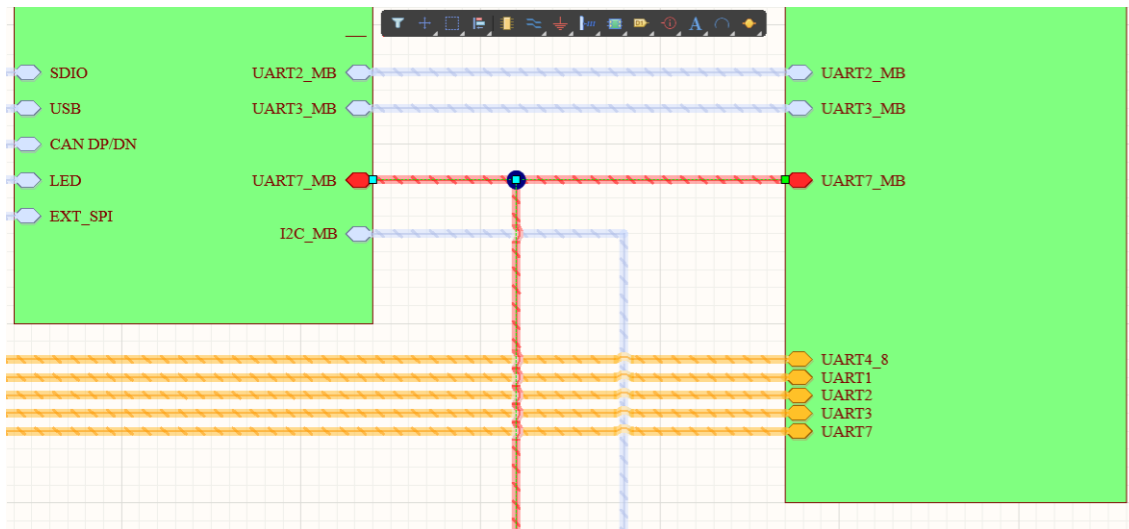 SDIO
USB
CAN DP/DN
LED
EXT_SPI
UART2_MB
UART3_MB
UART7_MB
I2C_MB
UART2_MB
UART3_MB
UART7_MB
UART4_8
UART1
UART2
UART3
UART7